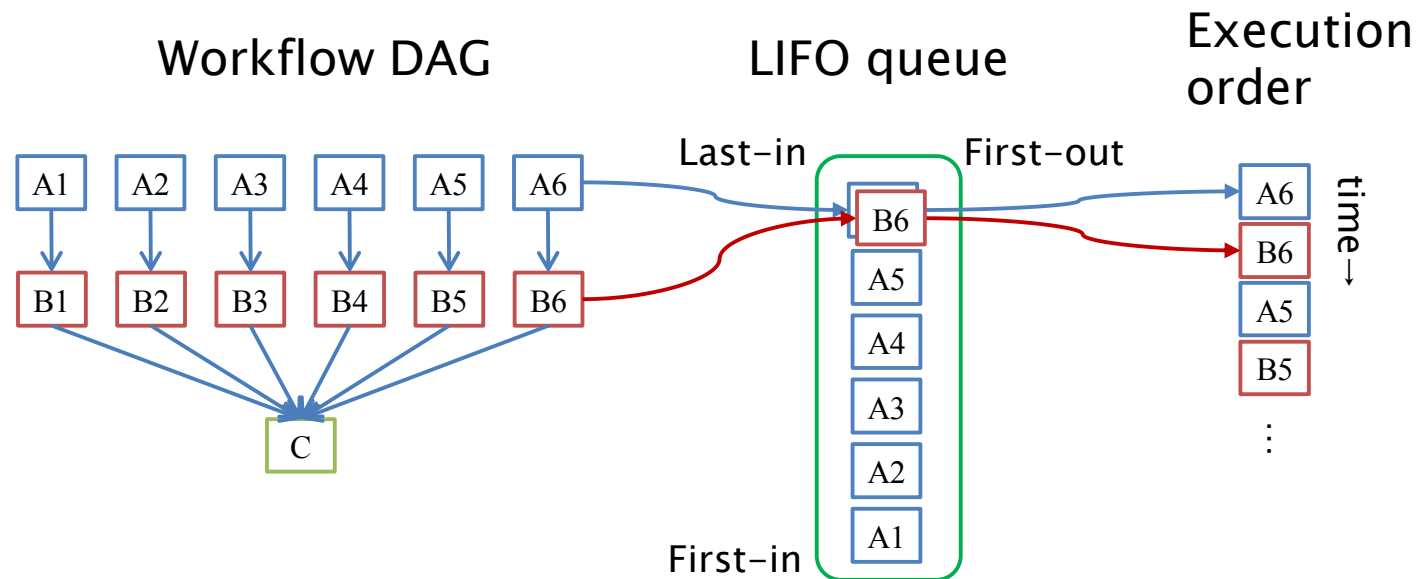 Workflow DAG
LIFO queue
Execution
order
Last-in
First-out
A1 A2 A3 A4 A5 A6
B1 B2 B3 B4 B5 B6
C
B6
A5
A4
A3
A2
A1
First-in
A6
B6
A5
B5
⋮
time→